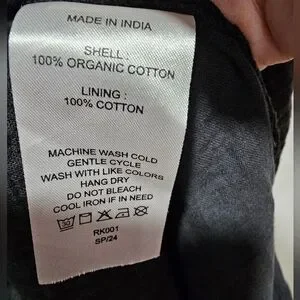 MADE IN INDIA
SHELL :
100% ORGANIC COTTON
LINING :
100% COTTON
MACHINE WASH COLD
GENTLE CYCLE
WASH WITH LIKE COLORS
HANG DRY
DO NOT BLEACH
COOL IRON IF IN NEED
30
RK001
SP/24